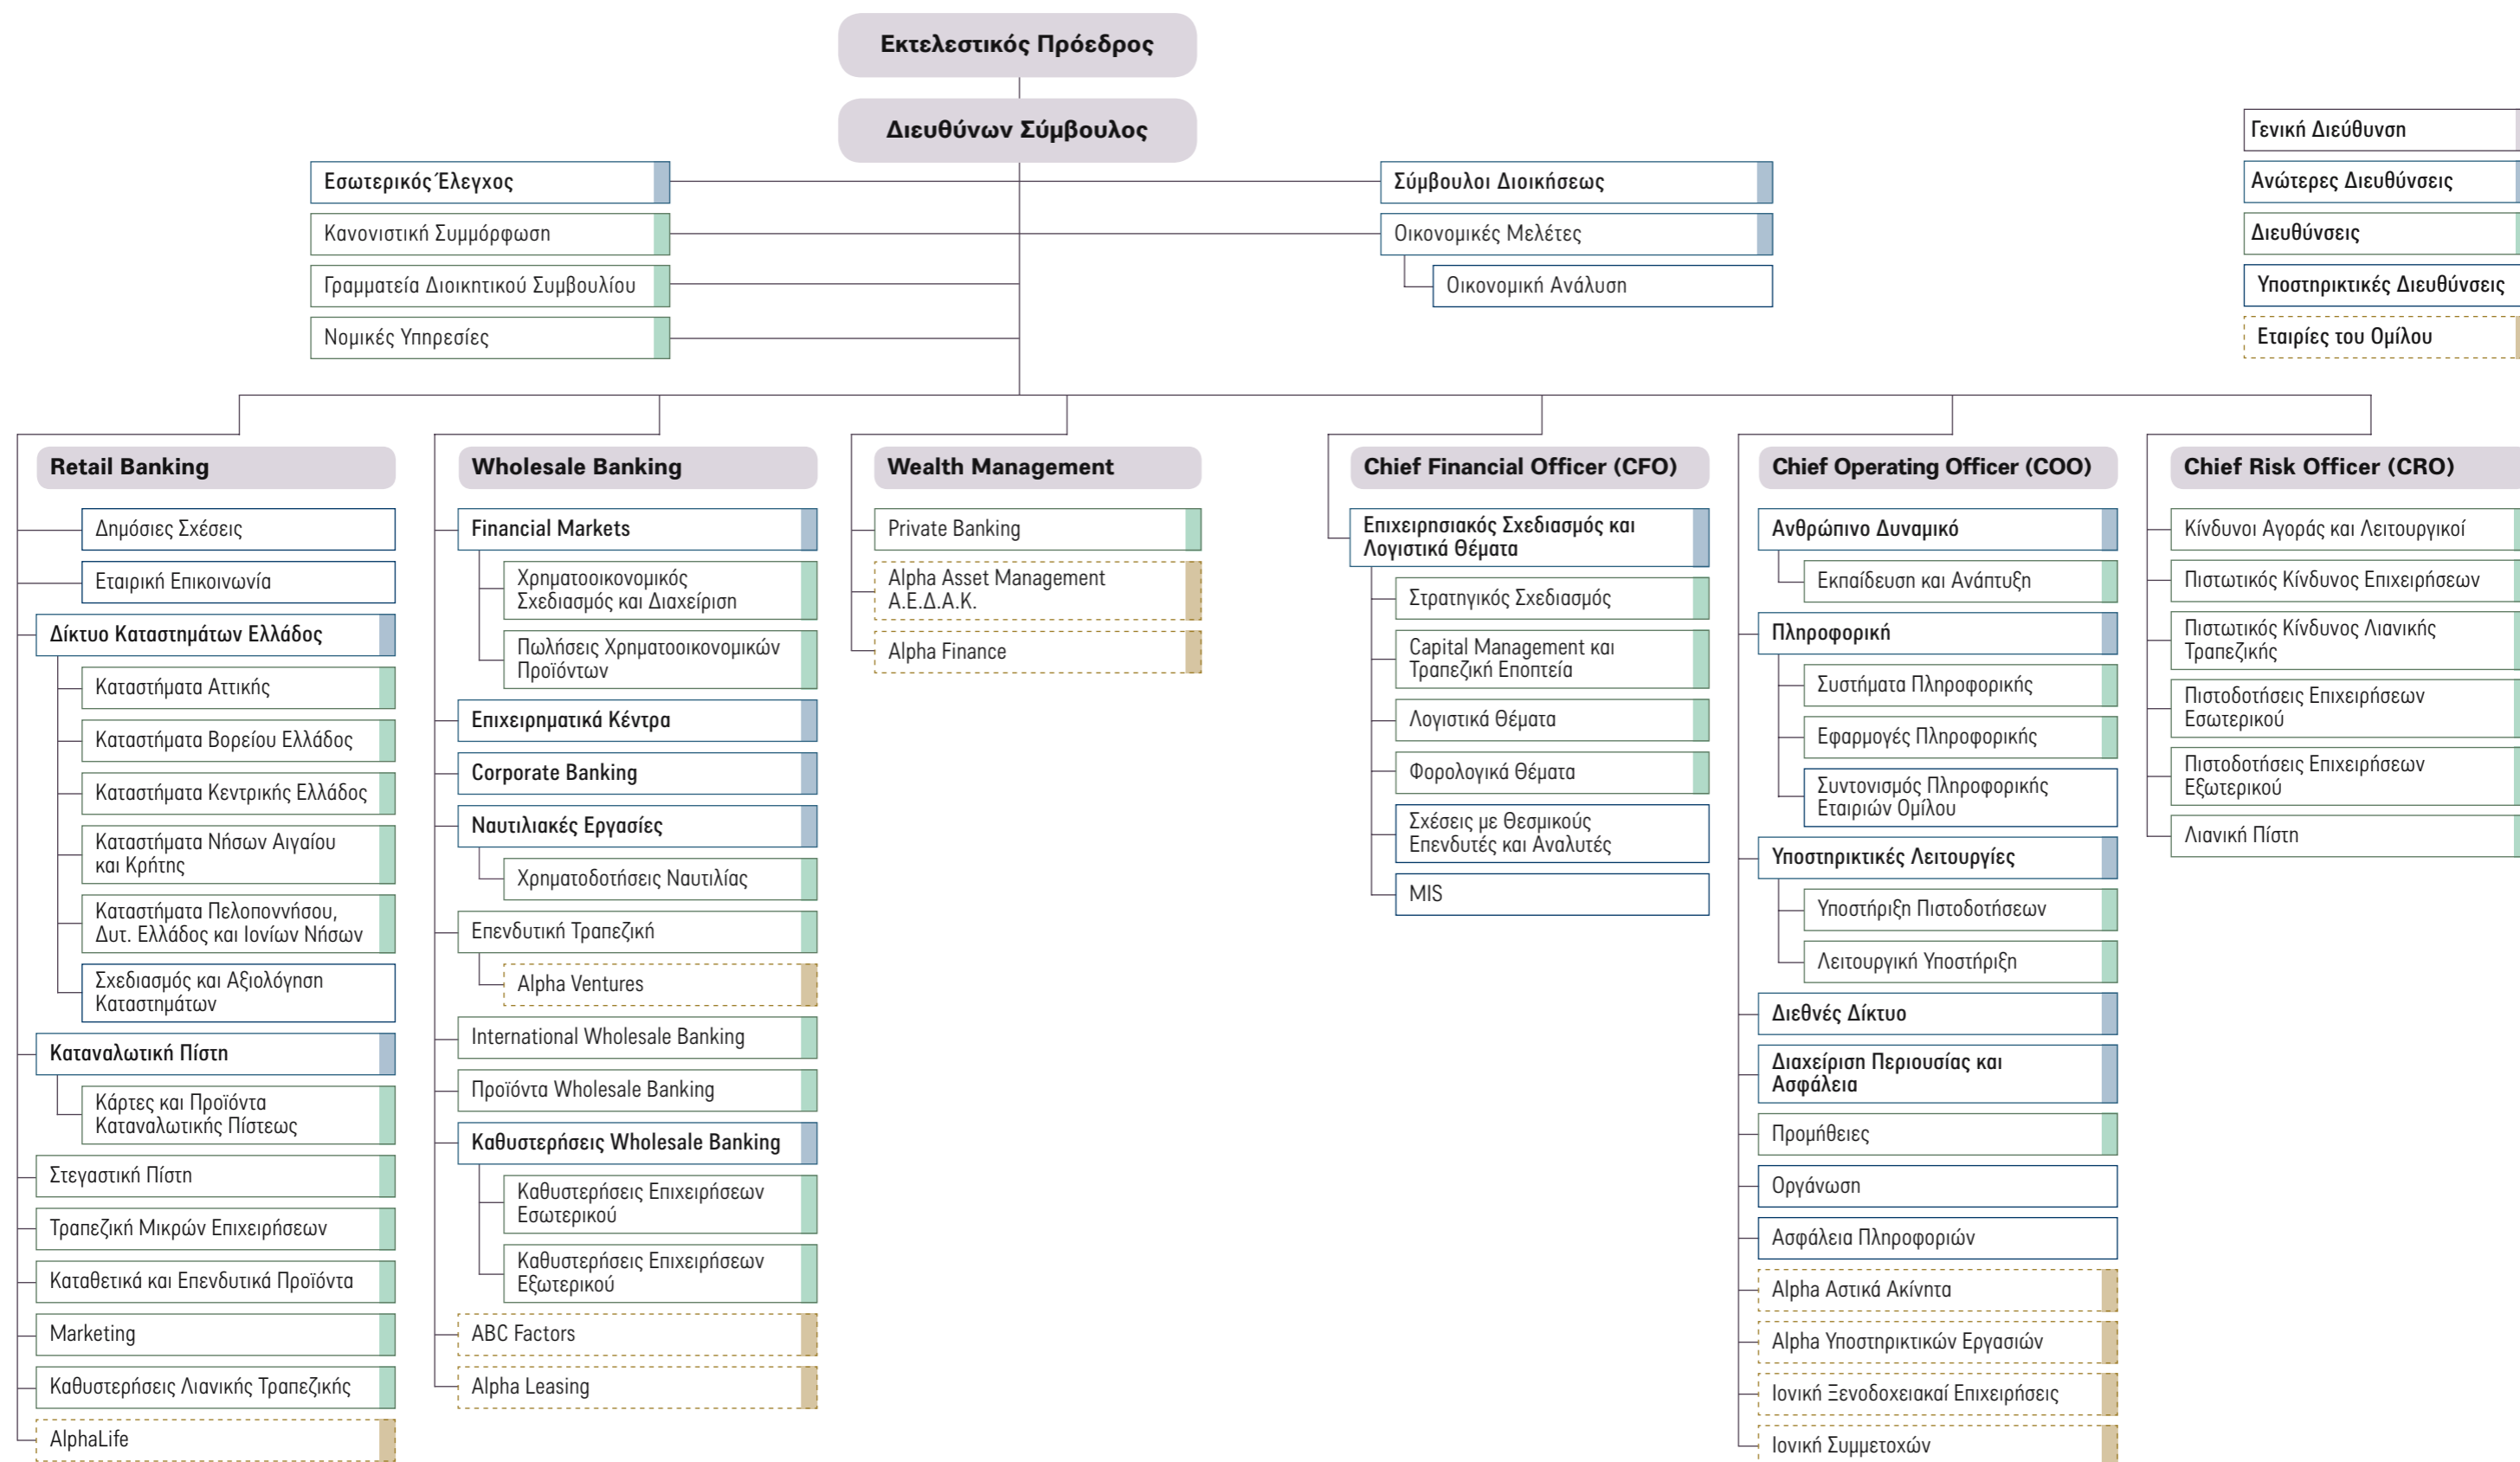 Εκτελεστικός Πρόεδρος
Διευθύνων Σύμβουλος
Εσωτερικός Έλεγχος
Κανονιστική Συμμόρφωση
Γραμματεία Διοικητικού Συμβουλίου
Νομικές Υπηρεσίες
Σύμβουλοι Διοικήσεως
Οικονομικές Μελέτες
Οικονομική Ανάλυση
Γενική Διεύθυνση
Ανώτερες Διευθύνσεις
Διευθύνσεις
Υποστηρικτικές Διευθύνσεις
Εταιρίες του Ομίλου
Retail Banking
Δημόσιες Σχέσεις
Εταιρική Επικοινωνία
Δίκτυο Καταστημάτων Ελλάδος
Καταστήματα Αττικής
Καταστήματα Βορείου Ελλάδος
Καταστήματα Κεντρικής Ελλάδος
Καταστήματα Νήσων Αιγαίου
και Κρήτης
Καταστήματα Πελοποννήσου,
Δυτ. Ελλάδος και Ιονίων Νήσων
Σχεδιασμός και Αξιολόγηση
Καταστημάτων
Καταναλωτική Πίστη
Κάρτες και Προϊόντα
Καταναλωτικής Πίστεως
Στεγαστική Πίστη
Τραπεζική Μικρών Επιχειρήσεων
Καταθετικά και Επενδυτικά Προϊόντα
Marketing
Καθυστερήσεις Λιανικής Τραπεζικής
AlphaLife
Wholesale Banking
Financial Markets
Χρηματοοικονομικός
Σχεδιασμός και Διαχείριση
Πωλήσεις Χρηματοοικονομικών
Προϊόντων
Επιχειρηματικά Κέντρα
Corporate Banking
Ναυτιλιακές Εργασίες
Χρηματοδοτήσεις Ναυτιλίας
Επενδυτική Τραπεζική
Alpha Ventures
International Wholesale Banking
Προϊόντα Wholesale Banking
Καθυστερήσεις Wholesale Banking
Καθυστερήσεις Επιχειρήσεων
Εσωτερικού
Καθυστερήσεις Επιχειρήσεων
Εξωτερικού
ABC Factors
Alpha Leasing
Wealth Management
Private Banking
Alpha Asset Management
Α.Ε.Δ.Α.Κ.
Alpha Finance
Chief Financial Officer (CFO)
Επιχειρησιακός Σχεδιασμός και
Λογιστικά Θέματα
Στρατηγικός Σχεδιασμός
Capital Management και
Τραπεζική Εποπτεία
Λογιστικά Θέματα
Φορολογικά Θέματα
Σχέσεις με Θεσμικούς
Επενδυτές και Αναλυτές
MIS
Chief Operating Officer (COO)
Ανθρώπινο Δυναμικό
Εκπαίδευση και Ανάπτυξη
Πληροφορική
Συστήματα Πληροφορικής
Εφαρμογές Πληροφορικής
Συντονισμός Πληροφορικής
Εταιριών Ομίλου
Υποστηρικτικές Λειτουργίες
Υποστήριξη Πιστοδοτήσεων
Λειτουργική Υποστήριξη
Διεθνές Δίκτυο
Διαχείριση Περιουσίας και
Ασφάλεια
Προμήθειες
Οργάνωση
Ασφάλεια Πληροφοριών
Alpha Αστικά Ακίνητα
Alpha Υποστηρικτικών Εργασιών
Ιονική Ξενοδοχειακαί Επιχειρήσεις
Ιονική Συμμετοχών
Chief Risk Officer (CRO)
Κίνδυνοι Αγοράς και Λειτουργικοί
Πιστωτικός Κίνδυνος Επιχειρήσεων
Πιστωτικός Κίνδυνος Λιανικής
Τραπεζικής
Πιστοδοτήσεις Επιχειρήσεων
Εσωτερικού
Πιστοδοτήσεις Επιχειρήσεων
Εξωτερικού
Λιανική Πίστη